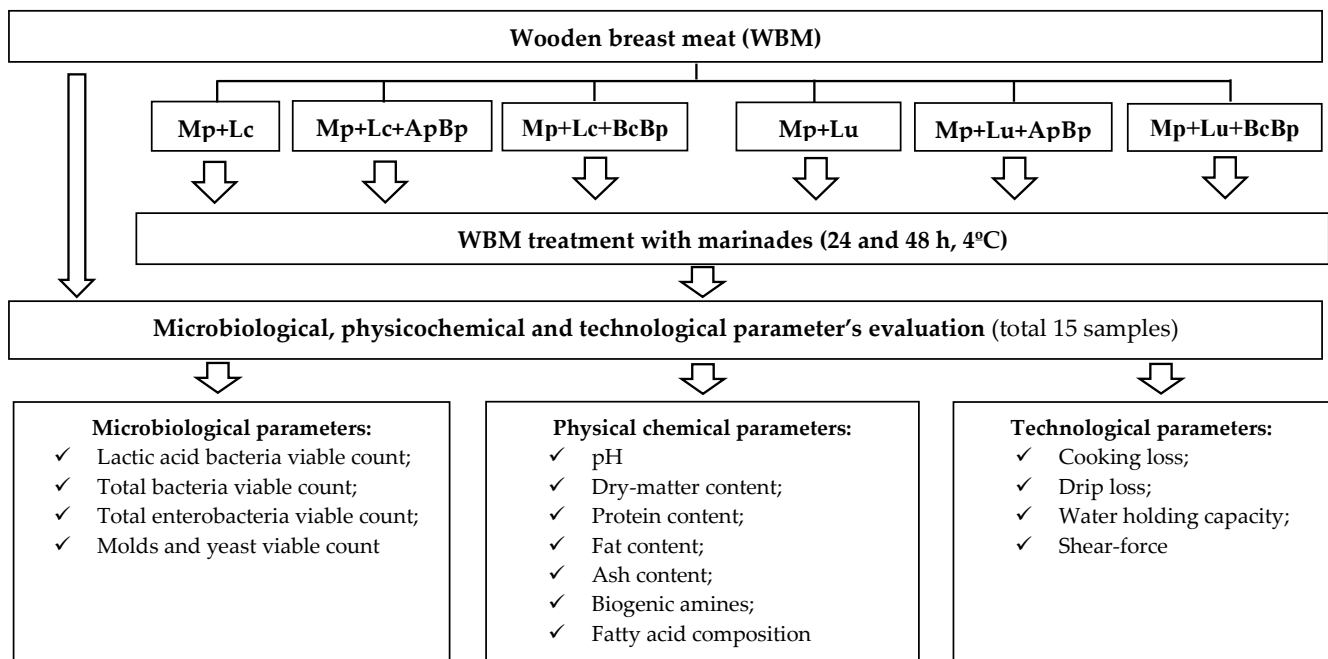 Wooden breast meat (WBM)
Mp+Lc
Mp+Lc+ApBp
Mp+Lc+BcBp
Mp+Lu
Mp+Lu+ApBp
Mp+Lu+BcBp
WBM treatment with marinades (24 and 48 h, 4ºC)
Microbiological, physicochemical and technological parameter's evaluation (total 15 samples)
Microbiological parameters:
✓ Lactic acid bacteria viable count;
✓ Total bacteria viable count;
✓ Total enterobacteria viable count;
✓ Molds and yeast viable count
Physical chemical parameters:
✓ pH
✓ Dry-matter content;
✓ Protein content;
✓ Fat content;
✓ Ash content;
✓ Biogenic amines;
✓ Fatty acid composition
Technological parameters:
✓ Cooking loss;
✓ Drip loss;
✓ Water holding capacity;
✓ Shear-force